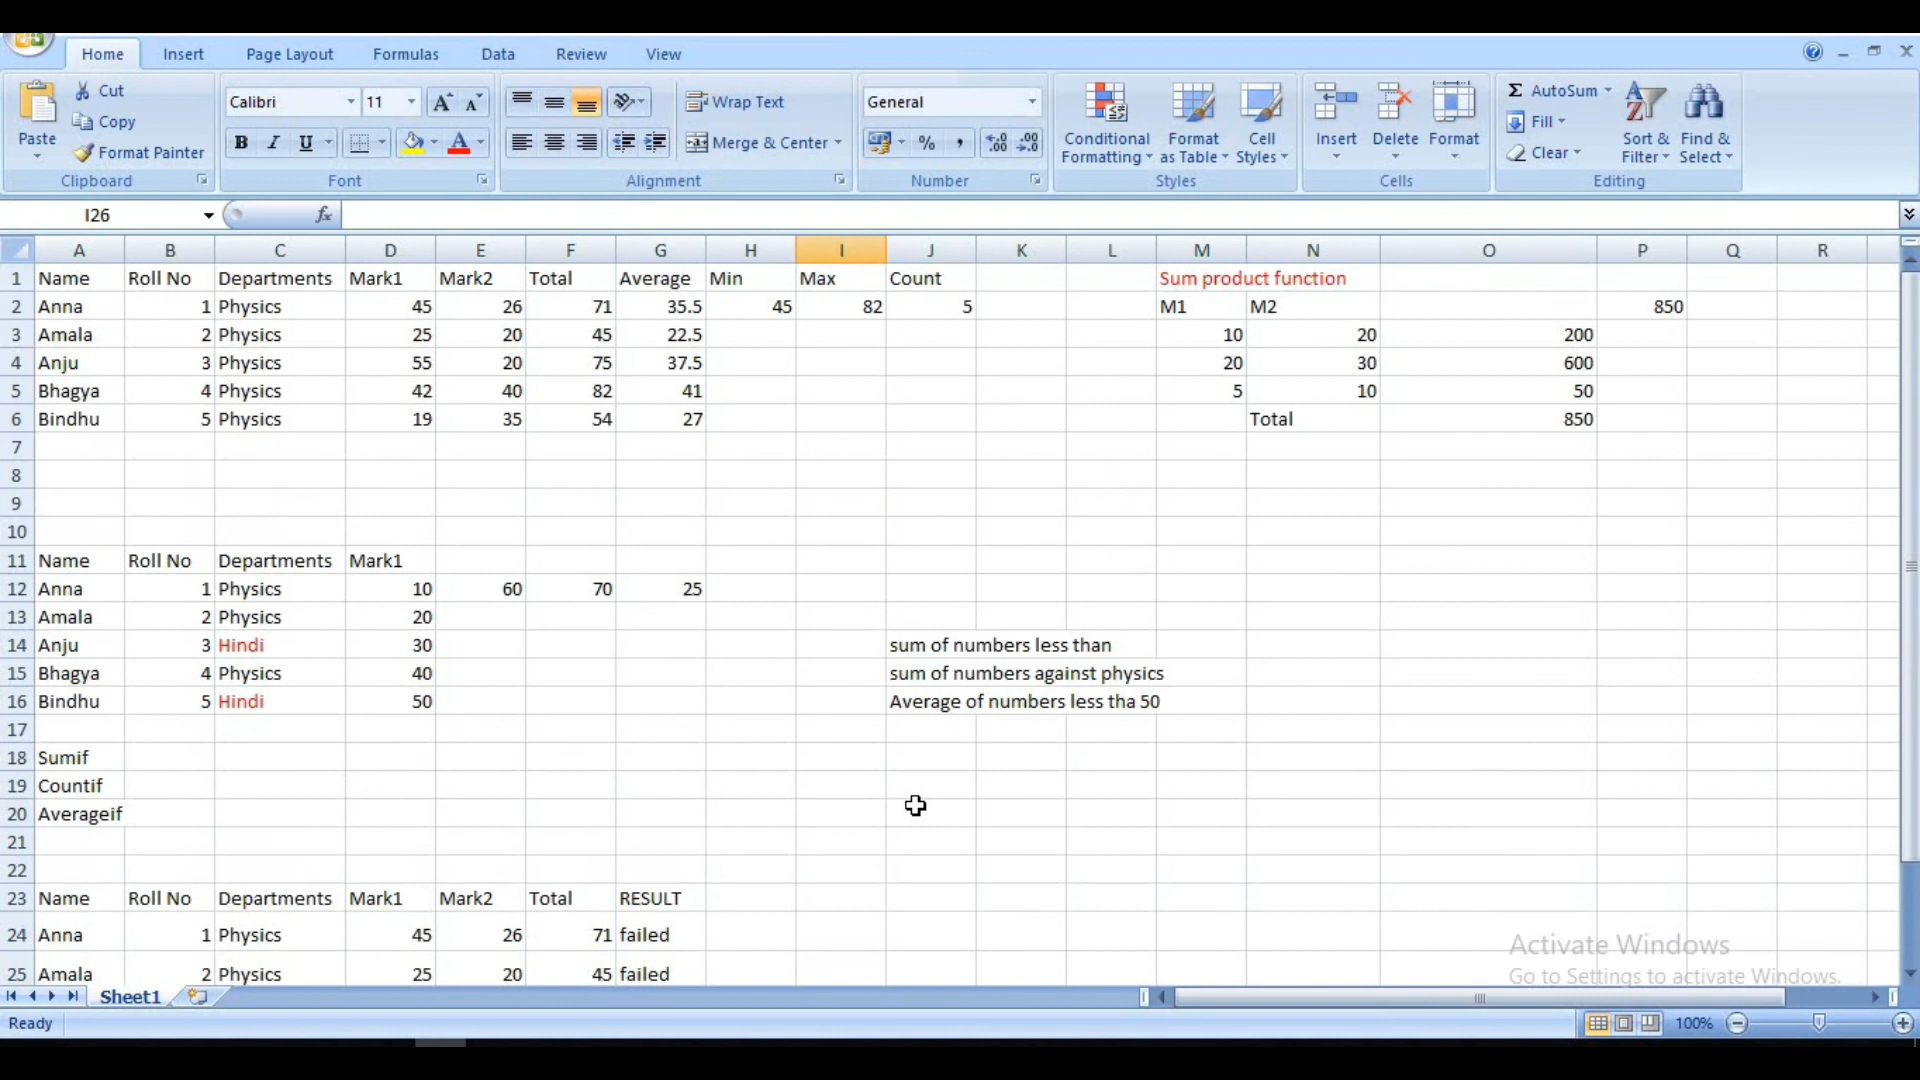 Home Insert Page Layout Formulas Data Review View
Cut
Copy
Format Painter
Paste
Clipboard
Calibri 11
B I U
Font
Wrap Text
Merge & Center
Alignment
General
% ,
Number
Conditional Formatting
Format as Table
Cell Styles
Styles
Insert Delete Format
Cells
Σ AutoSum
Fill
Clear
Sort & Filter
Find & Select
Editing
I26 fx
A B C D E F G H I J K L M N O P Q R
1 Name Roll No Departments Mark1 Mark2 Total Average Min Max Count Sum product function
2 Anna 1 Physics 45 26 71 35.5 45 82 5 M1 M2 850
3 Amala 2 Physics 25 20 45 22.5 10 20 200
4 Anju 3 Physics 55 20 75 37.5 20 30 600
5 Bhagya 4 Physics 42 40 82 41 5 10 50
6 Bindhu 5 Physics 19 35 54 27 Total 850
7
8
9
10
11 Name Roll No Departments Mark1
12 Anna 1 Physics 10 60 70 25
13 Amala 2 Physics 20
14 Anju 3 Hindi 30 sum of numbers less than
15 Bhagya 4 Physics 40 sum of numbers against physics
16 Bindhu 5 Hindi 50 Average of numbers less tha 50
17
18 Sumif
19 Countif
20 Averageif
21
22
23 Name Roll No Departments Mark1 Mark2 Total RESULT
24 Anna 1 Physics 45 26 71 failed
25 Amala 2 Physics 25 20 45 failed
Activate Windows
Go to Settings to activate Windows.
Sheet1
Ready 100%